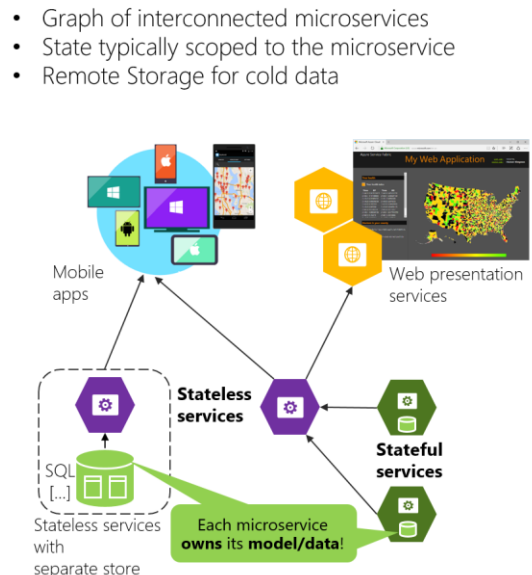 • Graph of interconnected microservices
• State typically scoped to the microservice
• Remote Storage for cold data
My Web Application
Mobile
apps
Web presentation
services
Stateless
services
Stateful
services
SQL
[...]
Stateless services
with
separate store
Each microservice
owns its model/data!